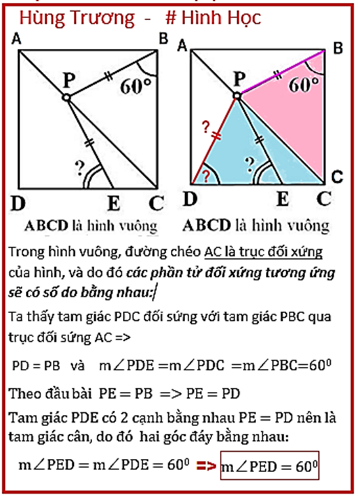 Hùng Trương - # Hình Học
A B A B
P 60° P 60°
? ? ? ?
D E C D E C
ABCD là hình vuông ABCD là hình vuông
Trong hình vuông, đường chéo AC là trục đối xứng
của hình, và do đó các phần tử đối xứng tương ứng
sẽ có số do bằng nhau:
Ta thấy tam giác PDC đối sứng với tam giác PBC qua
trục đối sứng AC =>
PD = PB và m∠PDE =m∠PDC =m∠PBC=60⁰
Theo đầu bài PE = PB => PE = PD
Tam giác PDE có 2 cạnh bằng nhau PE = PD nên là
tam giác cân, do đó hai góc đáy bằng nhau:
m∠PED = m∠PDE = 60⁰ => m∠PED = 60⁰